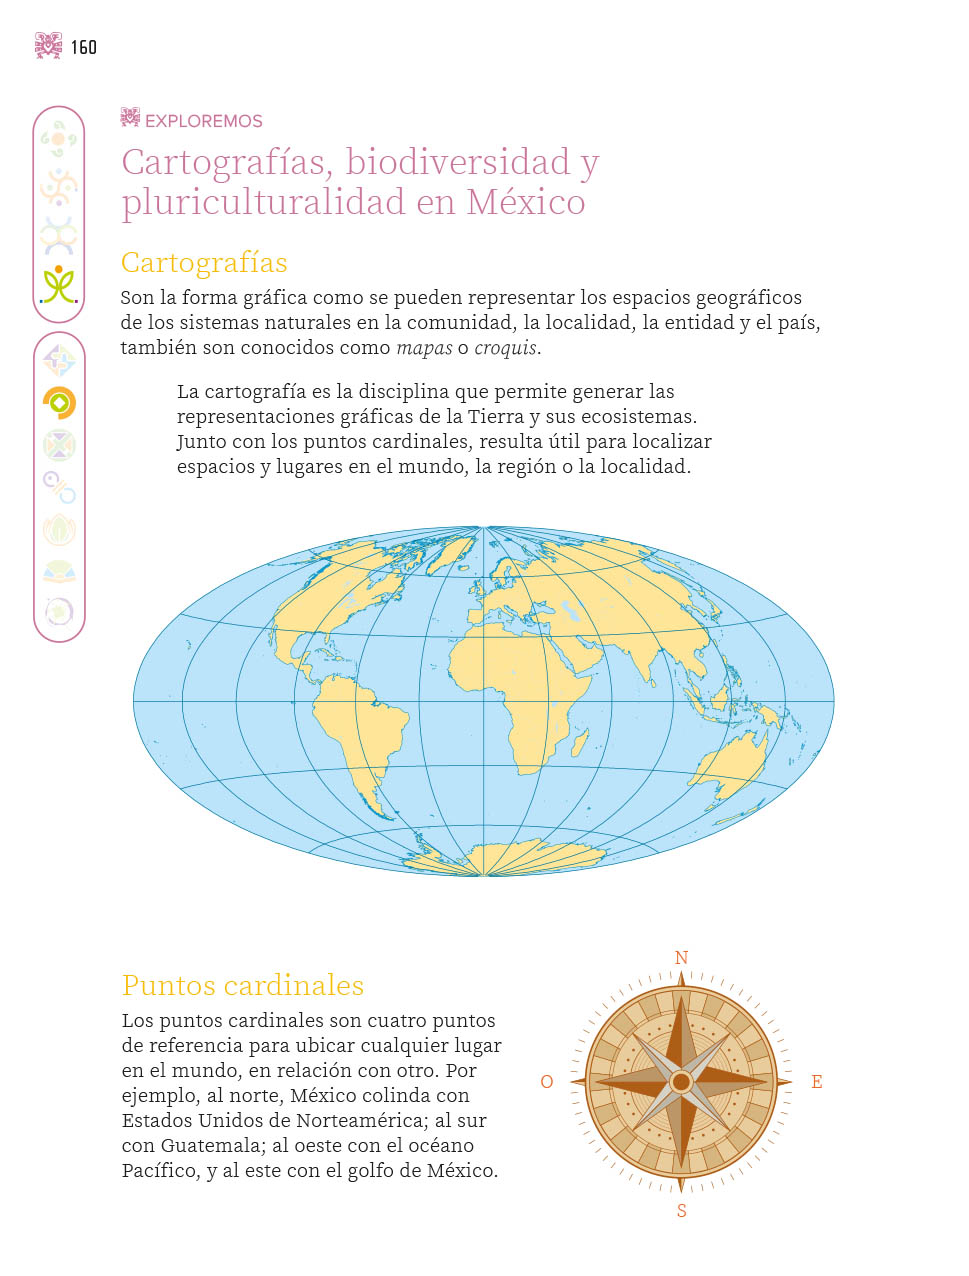 160
EXPLOREMOS
Cartografías, biodiversidad y
pluriculturalidad en México
Cartografías
Son la forma gráfica como se pueden representar los espacios geográficos
de los sistemas naturales en la comunidad, la localidad, la entidad y el país,
también son conocidos como mapas o croquis.
La cartografía es la disciplina que permite generar las
representaciones gráficas de la Tierra y sus ecosistemas.
Junto con los puntos cardinales, resulta útil para localizar
espacios y lugares en el mundo, la región o la localidad.
Puntos cardinales
Los puntos cardinales son cuatro puntos
de referencia para ubicar cualquier lugar
en el mundo, en relación con otro. Por
ejemplo, al norte, México colinda con
Estados Unidos de Norteamérica; al sur
con Guatemala; al oeste con el océano
Pacífico, y al este con el golfo de México.
N
O
E
S